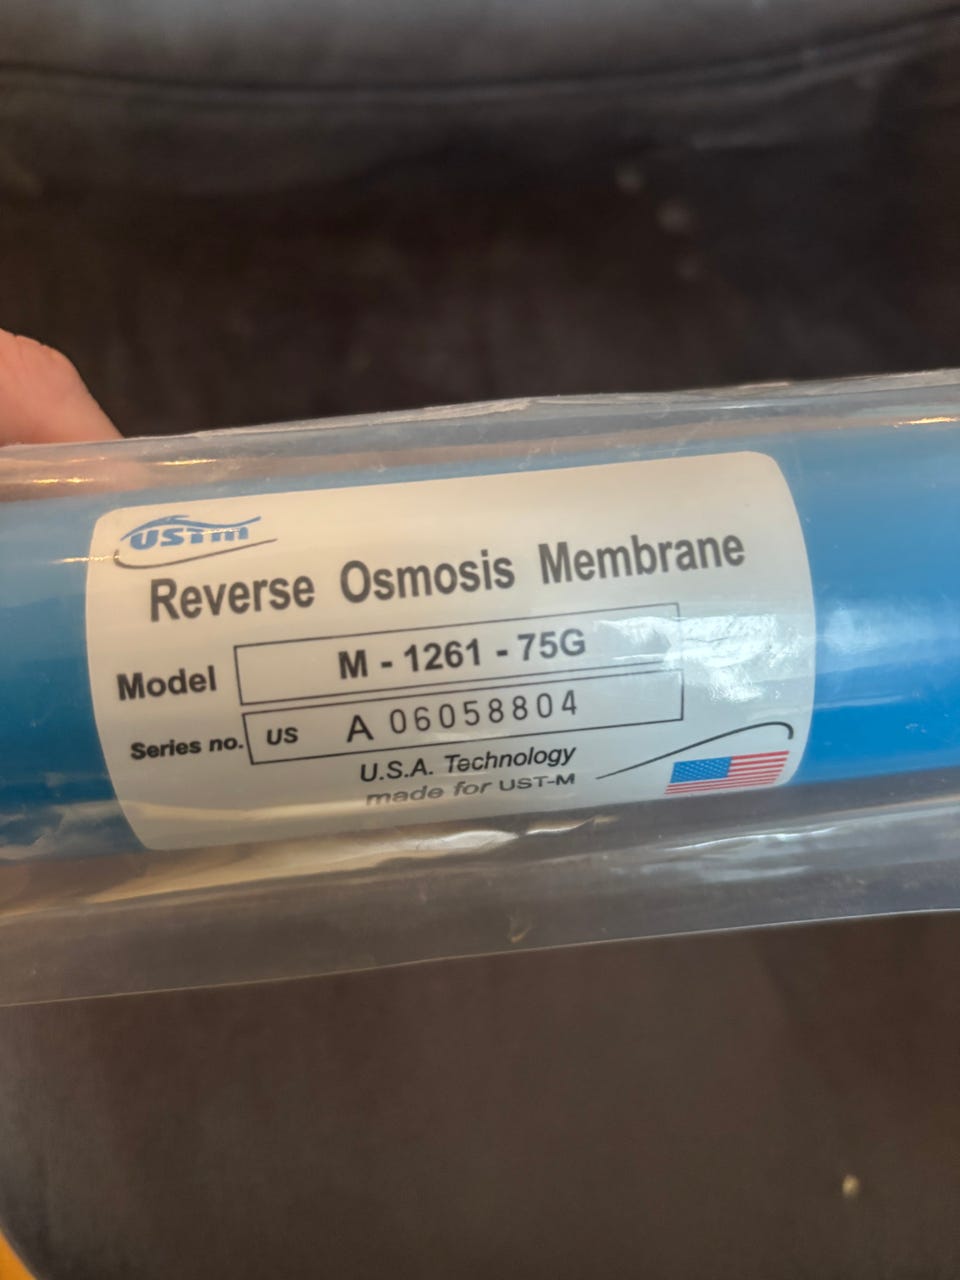 USTm
Reverse Osmosis Membrane
Model M - 1261 - 75G
Series no. US A 06058804
U.S.A. Technology
made for UST-M